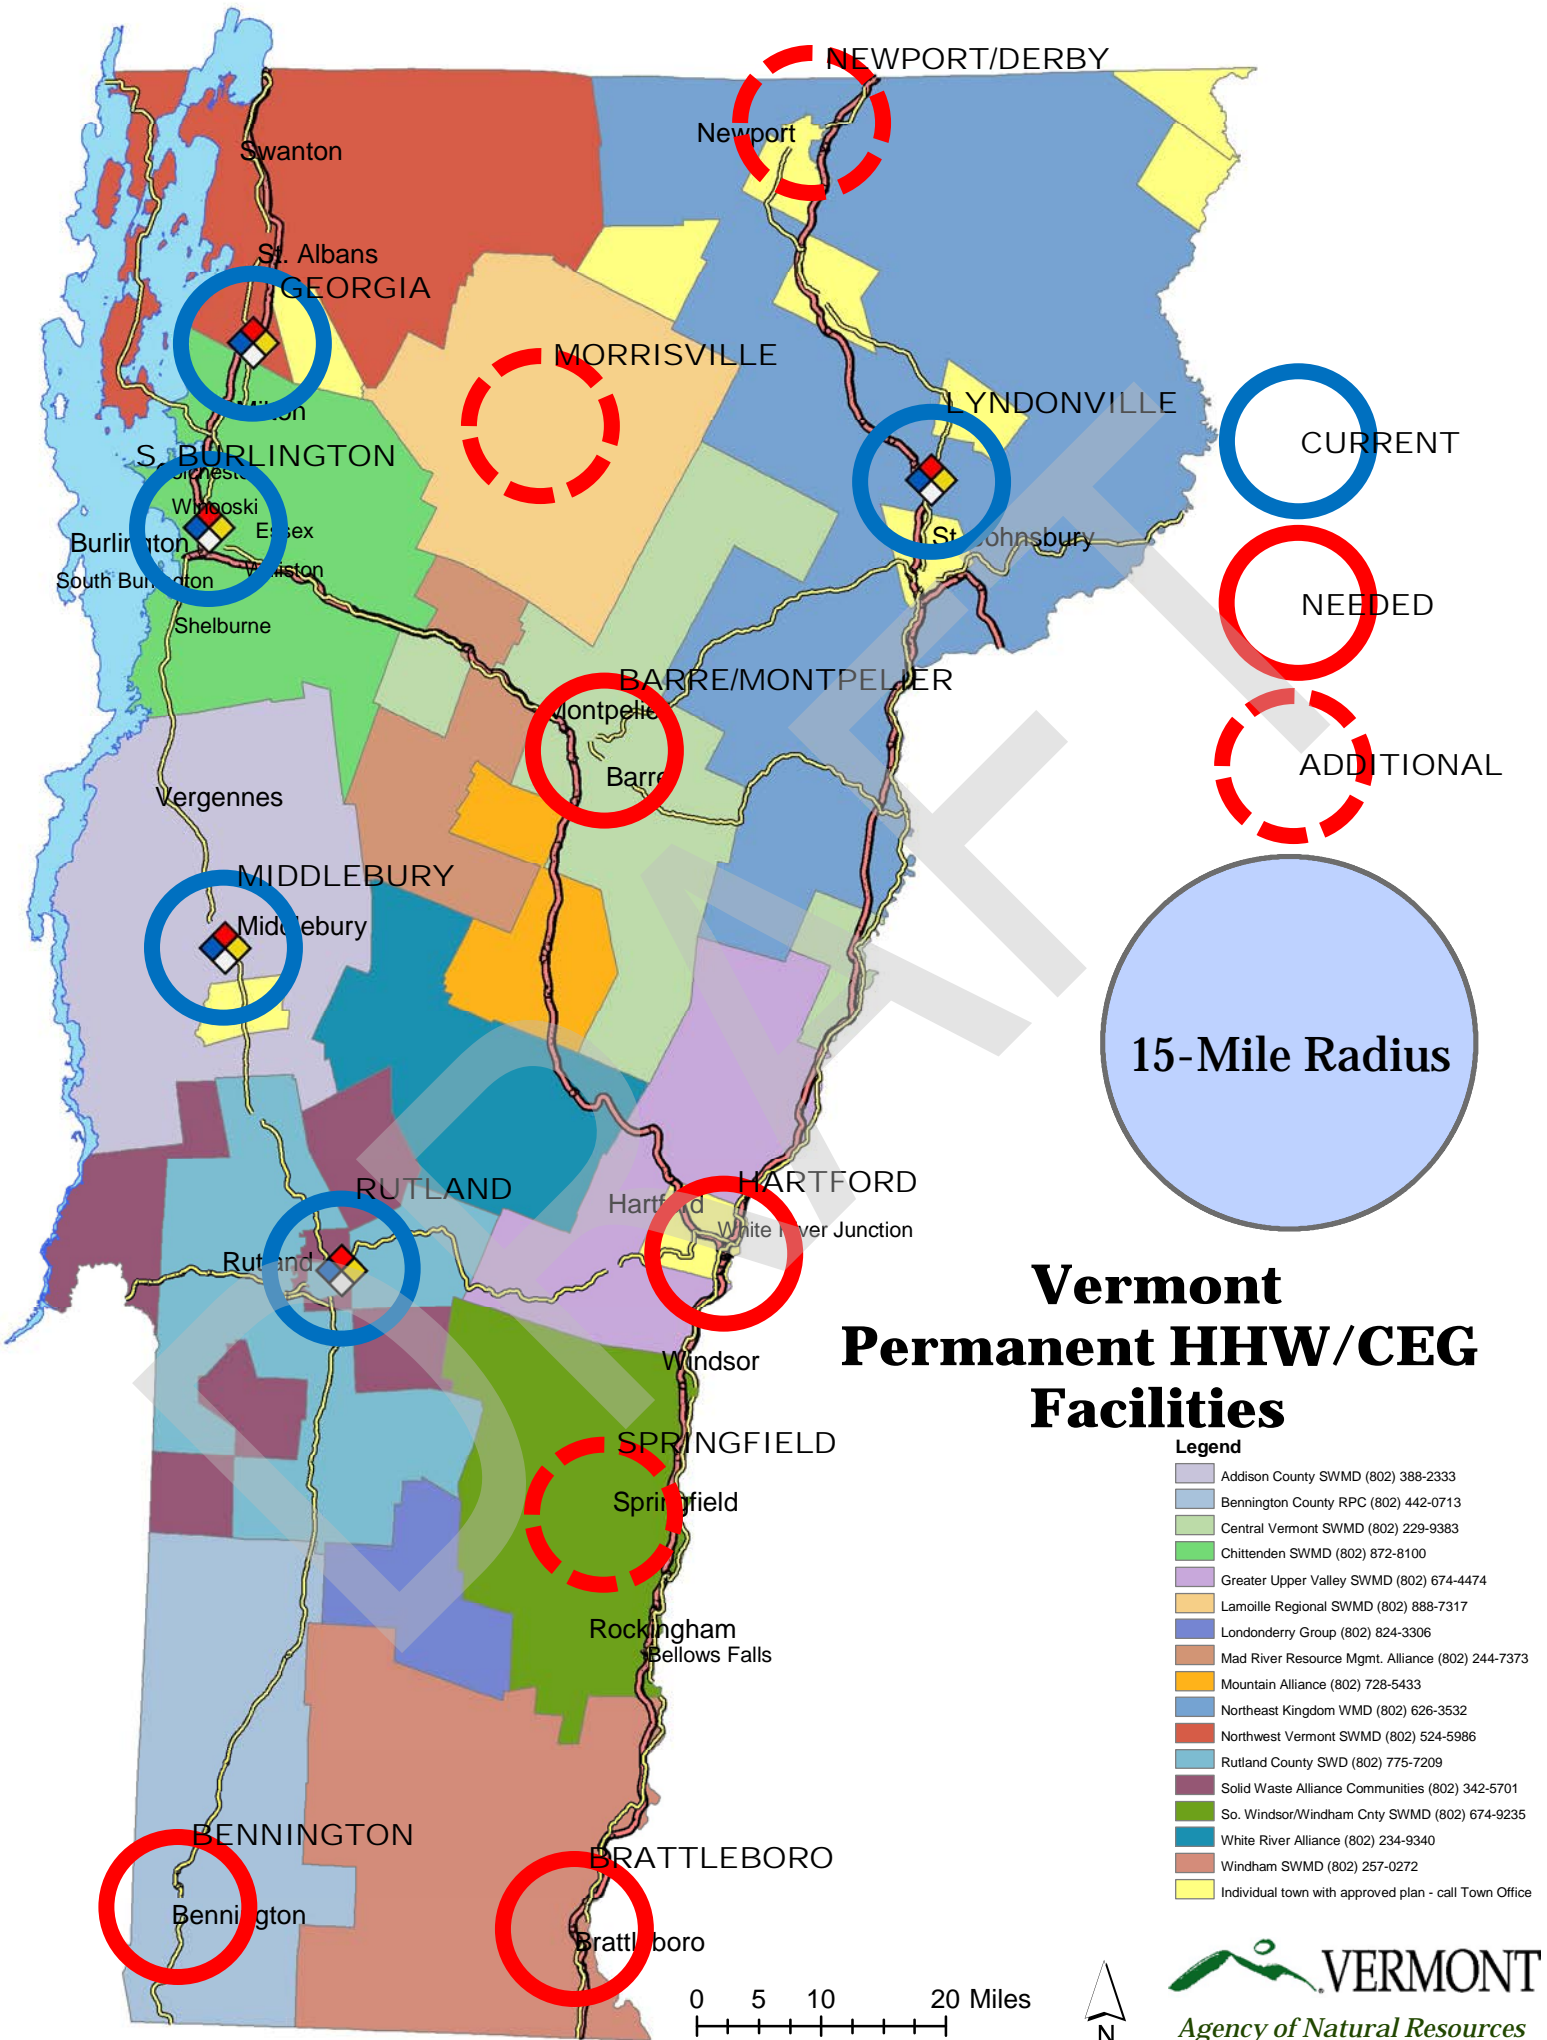 NEWPORT/DERBY
Newport
Swanton
St. Albans
GEORGIA
MORRISVILLE
LYNDONVILLE
Milton
CURRENT
S. BURLINGTON
Colchester
Winooski
Essex
Burlington
St. Johnsbury
Williston
South Burlington
NEEDED
Shelburne
BARRE/MONTPELIER
Montpelier
ADDITIONAL
Barre
Vergennes
MIDDLEBURY
Middlebury
15-Mile Radius
DRAFT
HARTFORD
RUTLAND
Hartford
White River Junction
Rutland
Vermont
Permanent HHW/CEG
Facilities
Windsor
SPRINGFIELD
Springfield
Rockingham
Bellows Falls
Legend
Addison County SWMD (802) 388-2333
Bennington County RPC (802) 442-0713
Central Vermont SWMD (802) 229-9383
Chittenden SWMD (802) 872-8100
Greater Upper Valley SWMD (802) 674-4474
Lamoille Regional SWMD (802) 888-7317
Londonderry Group (802) 824-3306
Mad River Resource Mgmt. Alliance (802) 244-7373
Mountain Alliance (802) 728-5433
Northeast Kingdom WMD (802) 626-3532
Northwest Vermont SWMD (802) 524-5986
Rutland County SWD (802) 775-7209
Solid Waste Alliance Communities (802) 342-5701
So. Windsor/Windham Cnty SWMD (802) 674-9235
White River Alliance (802) 234-9340
Windham SWMD (802) 257-0272
Individual town with approved plan - call Town Office
BENNINGTON
Bennington
BRATTLEBORO
Brattleboro
0 5 10 20 Miles
N
VERMONT
Agency of Natural Resources